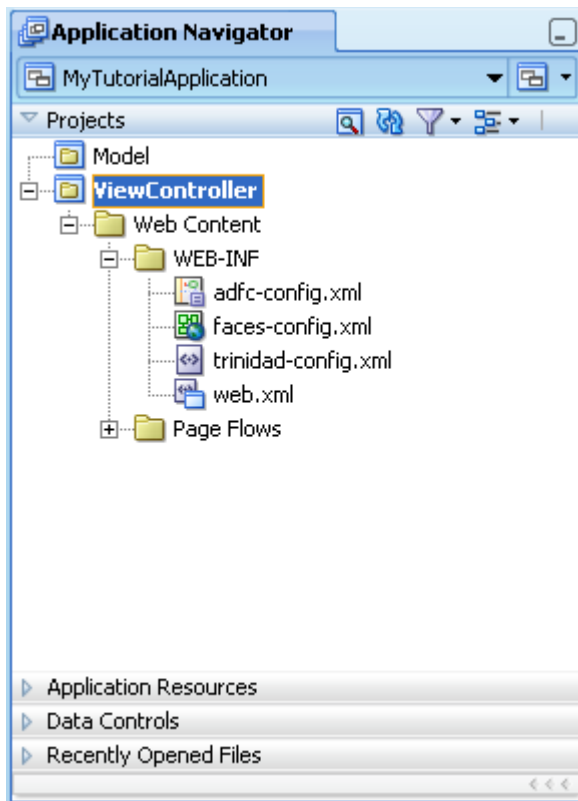 Application Navigator
MyTutorialApplication
Projects
Model
ViewController
Web Content
WEB-INF
adfc-config.xml
faces-config.xml
trinidad-config.xml
web.xml
Page Flows
Application Resources
Data Controls
Recently Opened Files